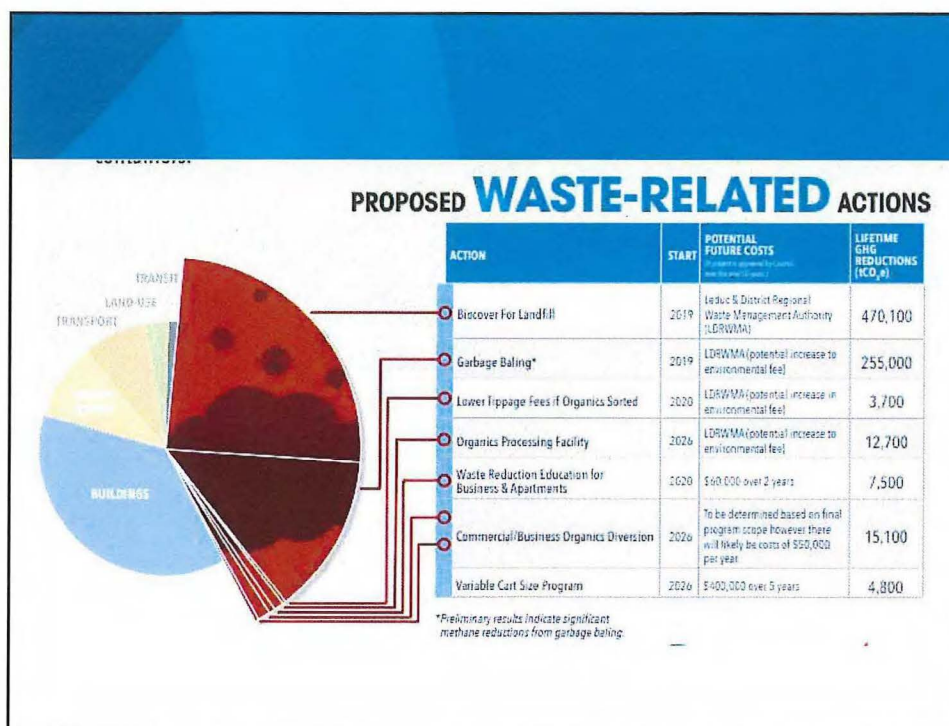 PROPOSED WASTE-RELATED ACTIONS
ACTION
START
POTENTIAL
FUTURE COSTS
LIFETIME
GHG
REDUCTIONS
(tCO₂e)
TRANSIT
LAND-USE
TRANSPORT
BUILDINGS
Biocover For Landfill
2019
Leduc & District Regional
Waste Management Authority
(LDRWMA)
470,100
Garbage Baling*
2019
LDRWMA (potential increase to
environmental fee)
255,000
Lower Tippage Fees if Organics Sorted
2020
LDRWMA (potential increase in
environmental fee)
3,700
Organics Processing Facility
2026
LDRWMA (potential increase to
environmental fee)
12,700
Waste Reduction Education for
Business & Apartments
2020
$60,000 over 2 years
7,500
Commercial/Business Organics Diversion
2026
To be determined based on final
program scope however there
will likely be costs of $50,000
per year
15,100
Variable Cart Size Program
2026
$400,000 over 5 years
4,800
*Preliminary results indicate significant
methane reductions from garbage baling.